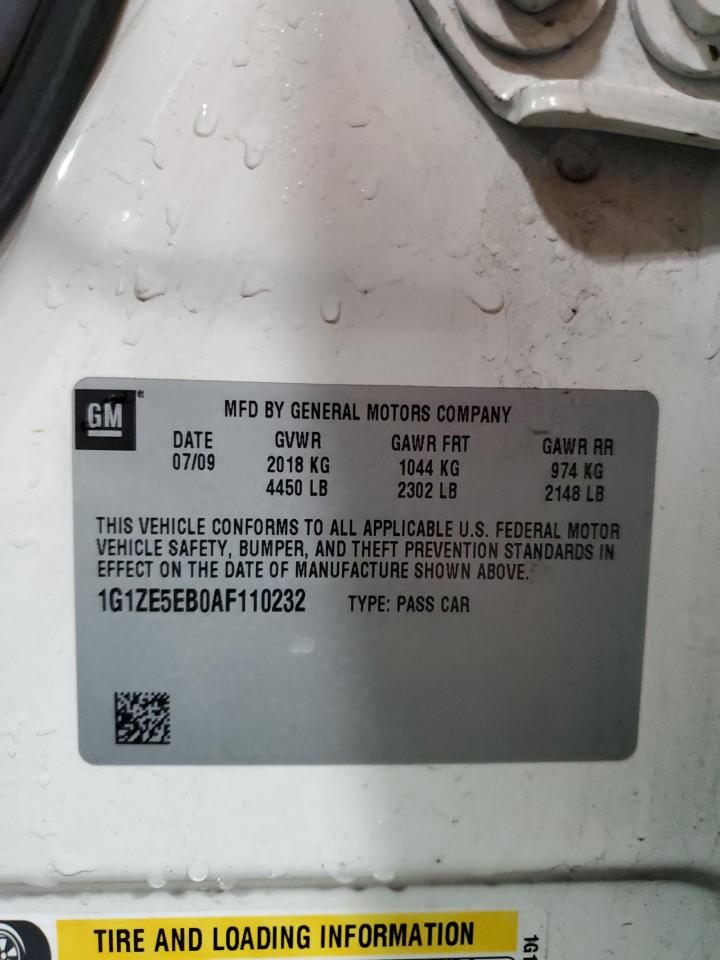 GM
MFD BY GENERAL MOTORS COMPANY
DATE GVWR GAWR FRT GAWR RR
07/09 2018 KG 1044 KG 974 KG
4450 LB 2302 LB 2148 LB
THIS VEHICLE CONFORMS TO ALL APPLICABLE U.S. FEDERAL MOTOR
VEHICLE SAFETY, BUMPER, AND THEFT PREVENTION STANDARDS IN
EFFECT ON THE DATE OF MANUFACTURE SHOWN ABOVE.
1G1ZE5EB0AF110232 TYPE: PASS CAR
TIRE AND LOADING INFORMATION